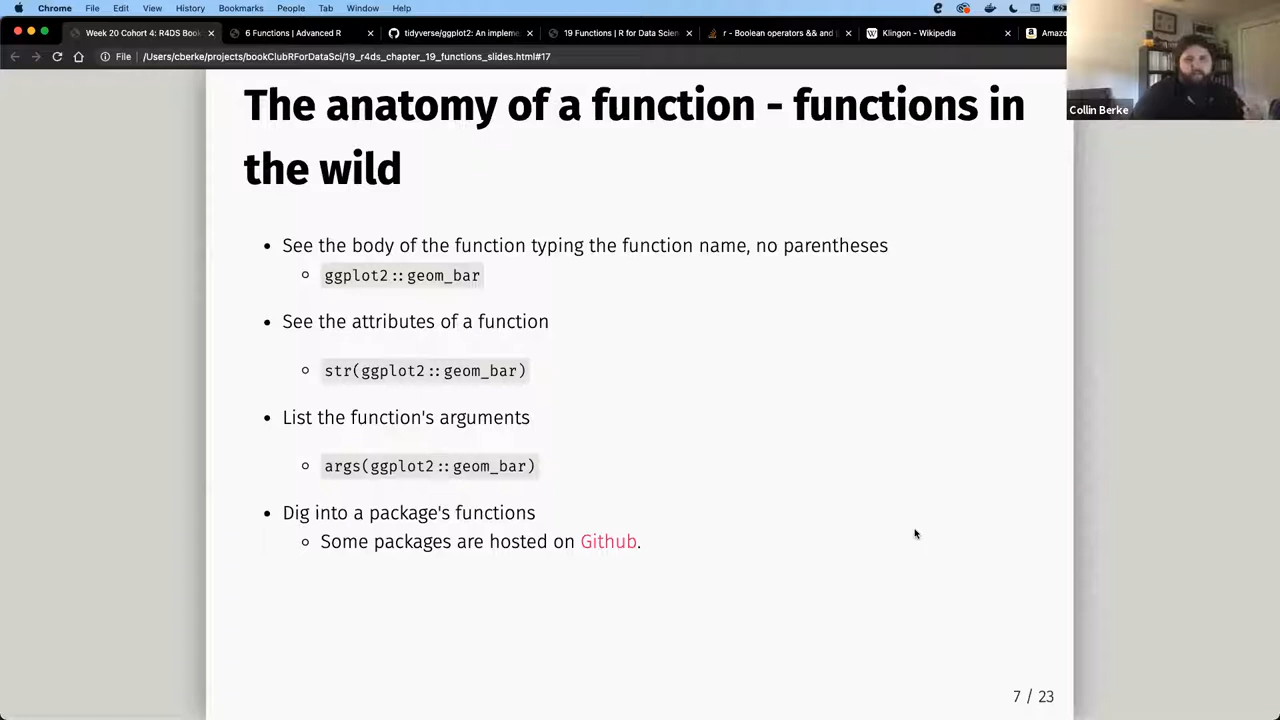 Chrome File Edit View History Bookmarks People Tab Window Help
Week 20 Cohort 4: R4DS Book
6 Functions | Advanced R
tidyverse/ggplot2: An impleme
19 Functions | R for Data Scien
r - Boolean operators && and |
Klingon - Wikipedia
Amazo
File /Users/cberke/projects/bookClubRForDataSci/19_r4ds_chapter_19_functions_slides.html#17
Collin Berke
The anatomy of a function - functions in
the wild
• See the body of the function typing the function name, no parentheses
ggplot2::geom_bar
• See the attributes of a function
str(ggplot2::geom_bar)
• List the function's arguments
args(ggplot2::geom_bar)
• Dig into a package's functions
Some packages are hosted on Github.
7 / 23